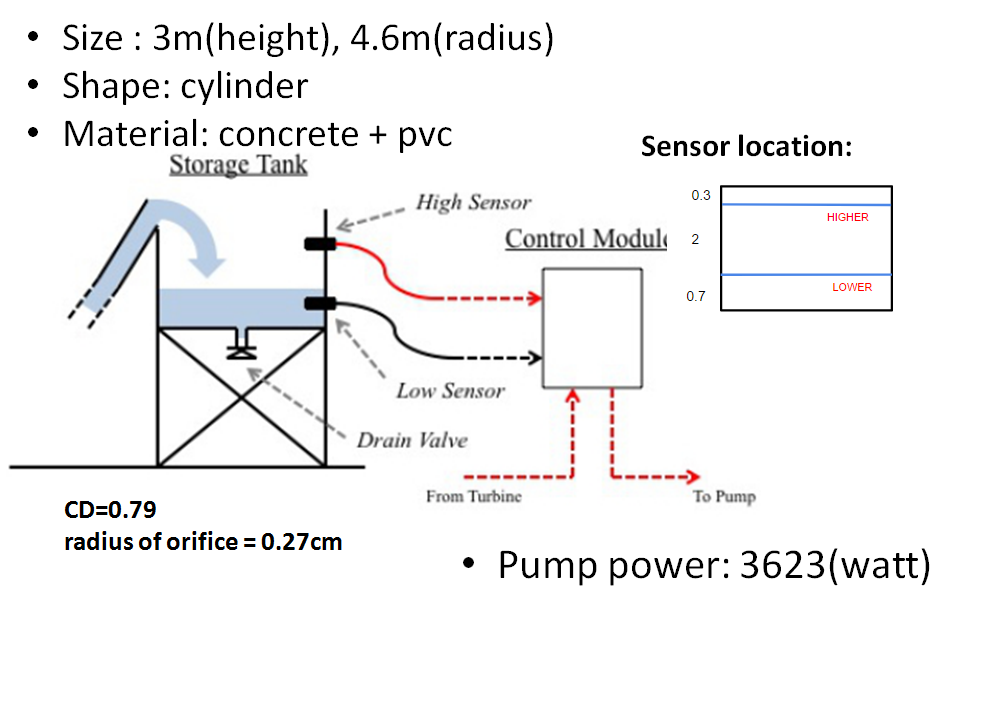 • Size : 3m(height), 4.6m(radius)
• Shape: cylinder
• Material: concrete + pvc
Storage Tank
Sensor location:
High Sensor
Control Module
0.3
HIGHER
2
LOWER
0.7
Low Sensor
Drain Valve
From Turbine
To Pump
CD=0.79
radius of orifice = 0.27cm
• Pump power: 3623(watt)